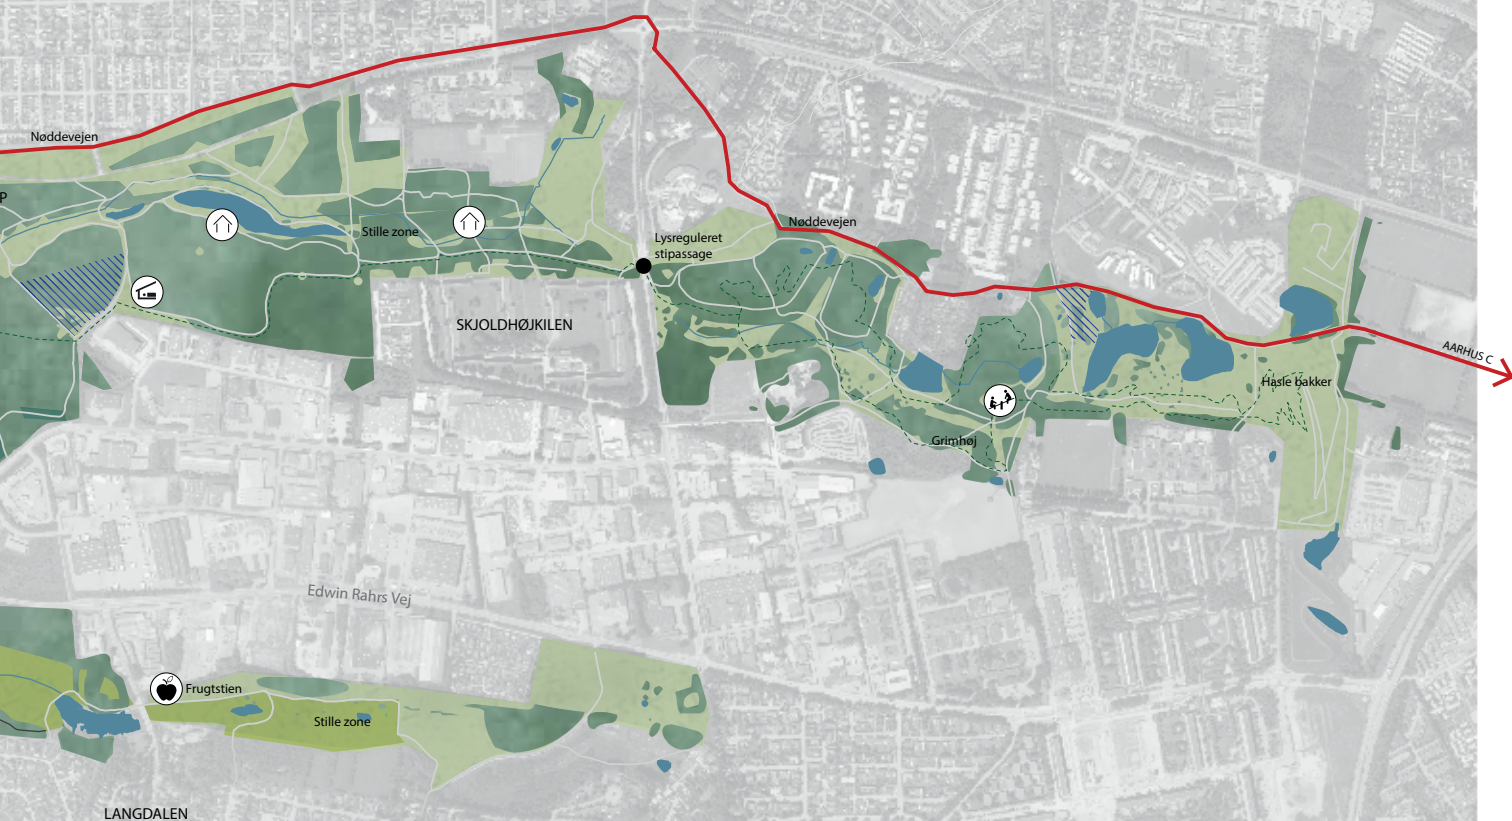 Nøddevejen
P
Stille zone
Lysreguleret
stipassage
Nøddevejen
SKJOLDHØJKILEN
AARHUS C
Hasle bakker
Grimhøj
Edwin Rahrs Vej
Frugtstien
Stille zone
LANGDALEN